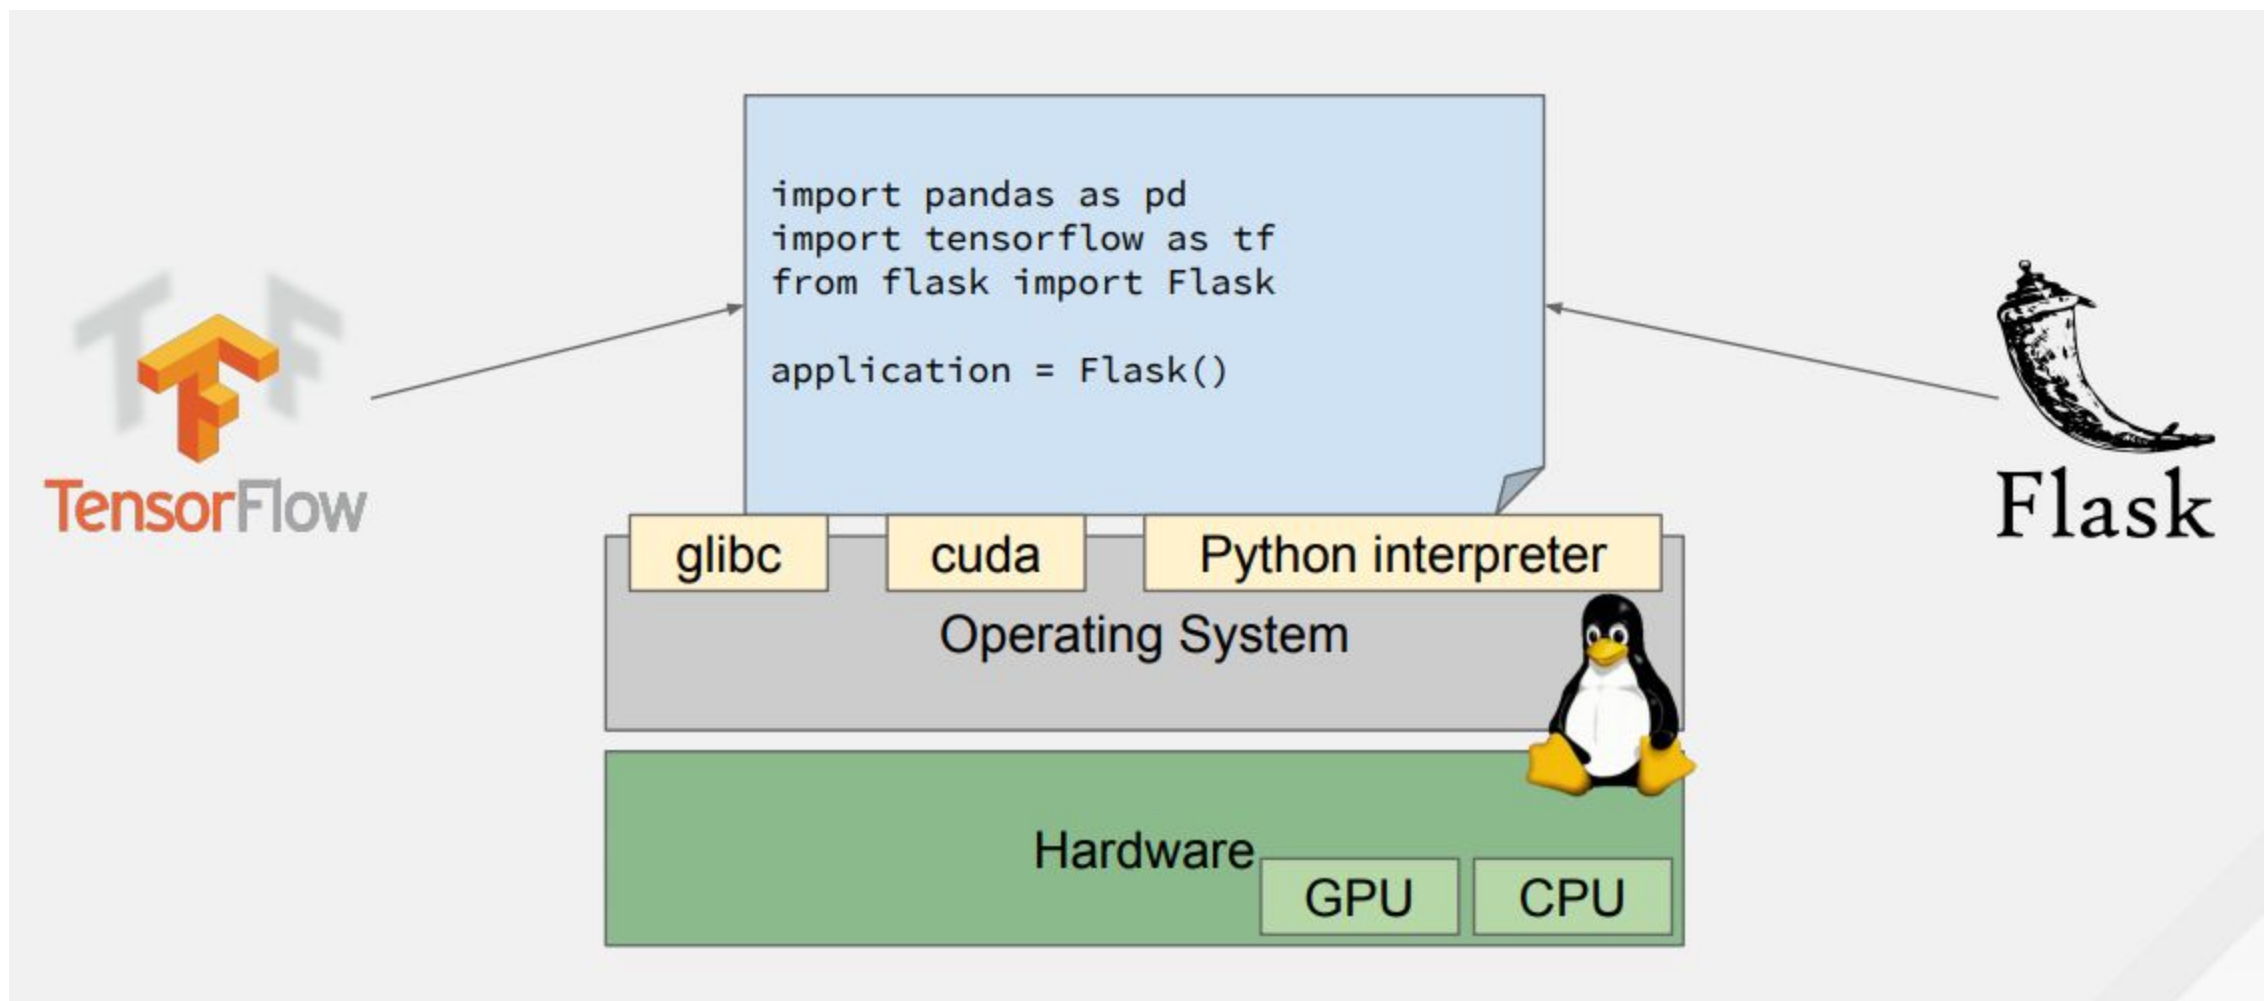 import pandas as pd
import tensorflow as tf
from flask import Flask
application = Flask()
TensorFlow
Flask
glibc
cuda
Python interpreter
Operating System
Hardware
GPU
CPU